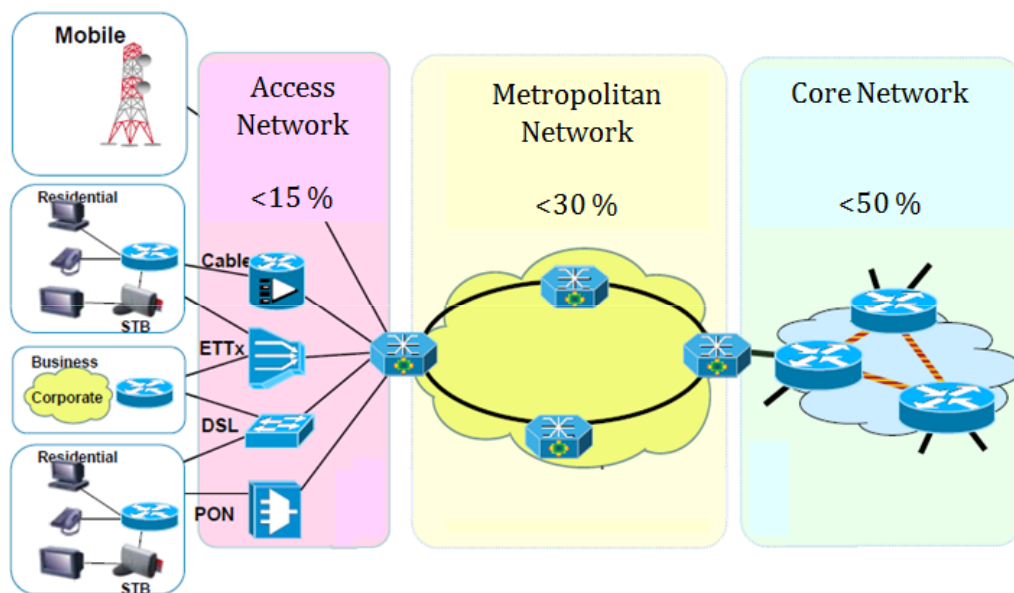 Mobile
Residential
STB
Business
Corporate
Residential
STB
Access
Network
<15 %
Cable
ETTx
DSL
PON
Metropolitan
Network
<30 %
Core Network
<50 %